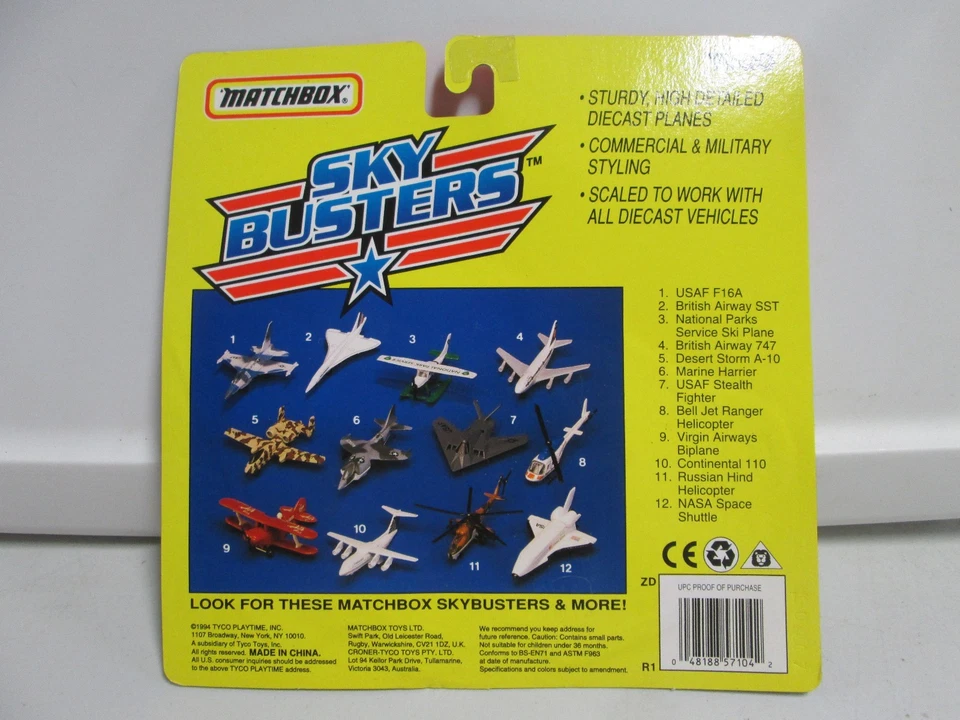 MATCHBOX®
SKY
BUSTERS™
• STURDY, HIGH DETAILED
DIECAST PLANES
• COMMERCIAL & MILITARY
STYLING
• SCALED TO WORK WITH
ALL DIECAST VEHICLES
1. USAF F16A
2. British Airway SST
3. National Parks
Service Ski Plane
4. British Airway 747
5. Desert Storm A-10
6. Marine Harrier
7. USAF Stealth
Fighter
8. Bell Jet Ranger
Helicopter
9. Virgin Airways
Biplane
10. Continental 110
11. Russian Hind
Helicopter
12. NASA Space
Shuttle
1
2
3
4
NATIONAL PARK SERVICE
5
6
7
8
9
10
11
12
LOOK FOR THESE MATCHBOX SKYBUSTERS & MORE!
©1994 TYCO PLAYTIME, INC.
1107 Broadway, New York, NY 10010.
A subsidiary of Tyco Toys, Inc.
All rights reserved. MADE IN CHINA.
All U.S. consumer inquiries should be addressed
to the above TYCO PLAYTIME address.
MATCHBOX TOYS LTD.
Swift Park, Old Leicester Road,
Rugby, Warwickshire, CV21 1DZ, U.K.
CRONER-TYCO TOYS PTY. LTD.
Lot 94 Keilor Park Drive, Tullamarine,
Victoria 3043, Australia.
We recommend you keep address for
future reference. Caution: Contains small parts.
Not suitable for children under 36 months.
Conforms to BS-EN71 and ASTM F963
at date of manufacture.
Specifications and colors subject to amendment.
CE
ZD
UPC PROOF OF PURCHASE
R1
0 48188 57104 2